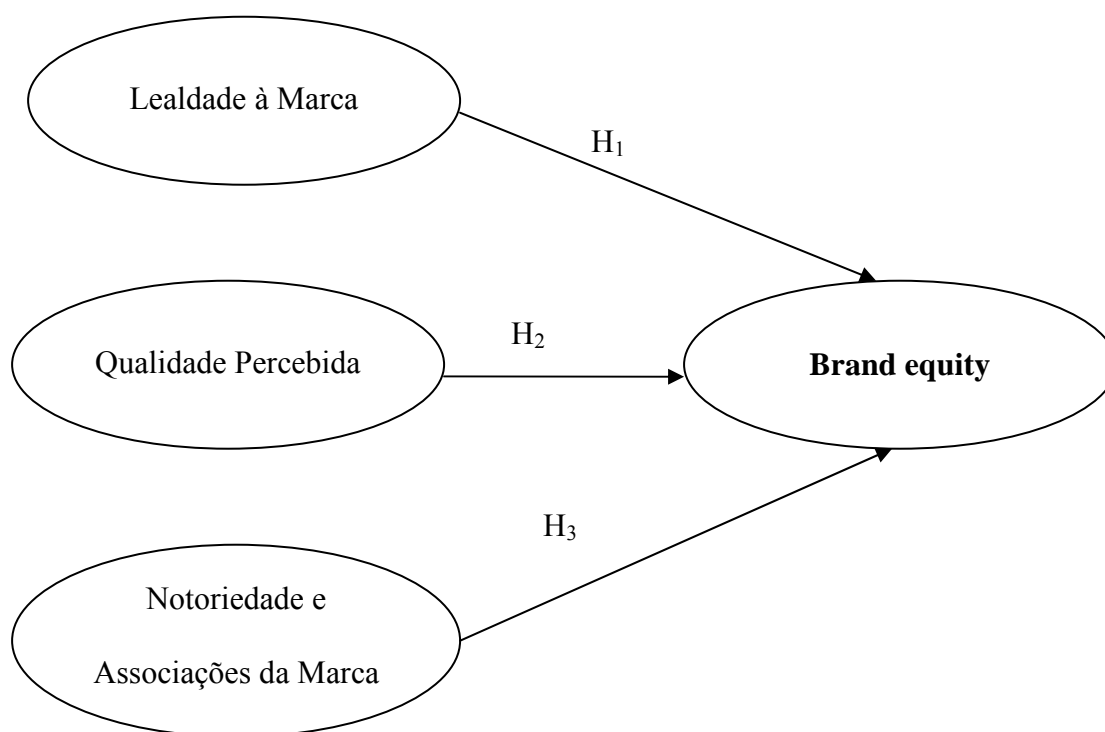 Lealdade à Marca
H₁
Qualidade Percebida
H₂
Brand equity
H₃
Notoriedade e
Associações da Marca